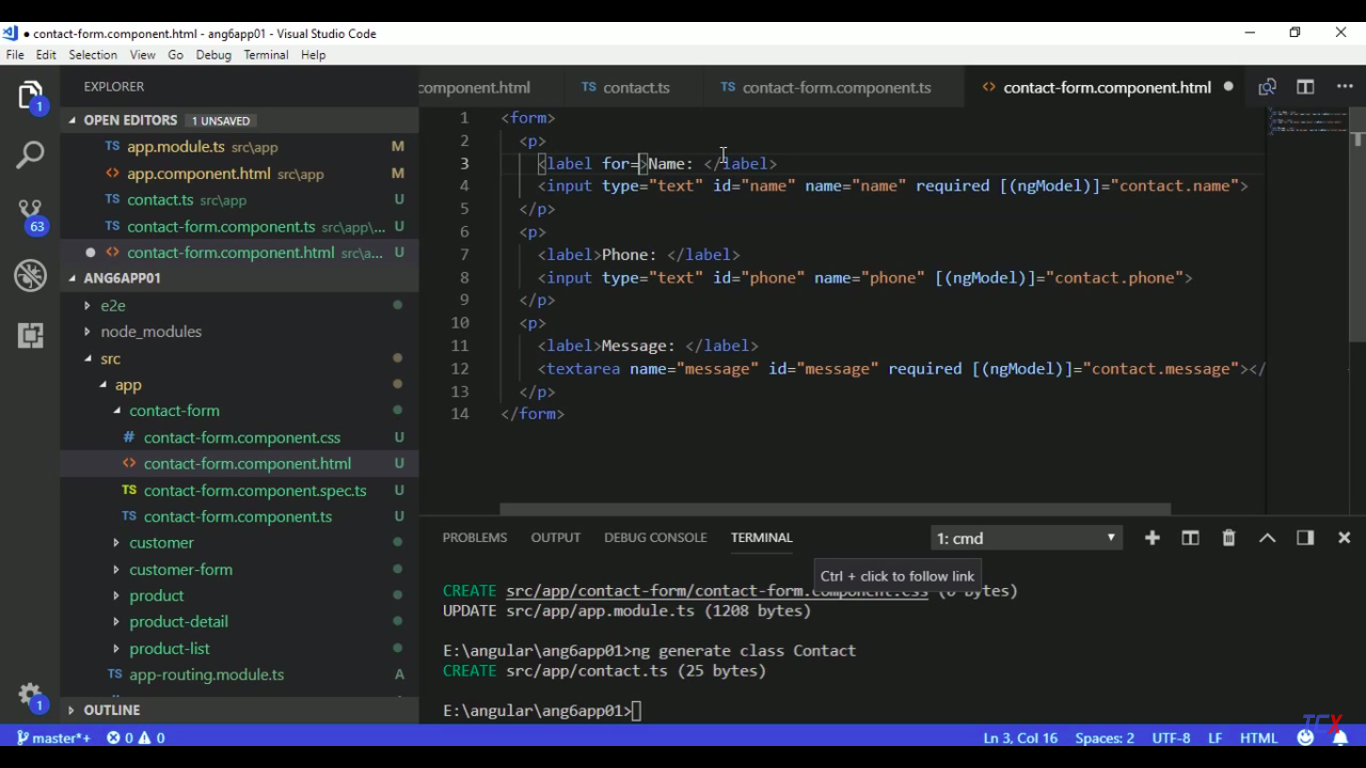 ● contact-form.component.html - ang6app01 - Visual Studio Code
File Edit Selection View Go Debug Terminal Help
EXPLORER
OPEN EDITORS 1 UNSAVED
TS app.module.ts src\app M
<> app.component.html src\app M
TS contact.ts src\app U
TS contact-form.component.ts src\app\... U
● <> contact-form.component.html src\a... U
ANG6APP01
e2e
node_modules
src
app
contact-form
# contact-form.component.css U
<> contact-form.component.html U
TS contact-form.component.spec.ts U
TS contact-form.component.ts U
customer
customer-form
product
product-detail
product-list
TS app-routing.module.ts A
OUTLINE
1
63
1
component.html TS contact.ts TS contact-form.component.ts <> contact-form.component.html ●
1 <form>
2 <p>
3 <label for=>Name: </label>
4 <input type="text" id="name" name="name" required [(ngModel)]="contact.name">
5 </p>
6 <p>
7 <label>Phone: </label>
8 <input type="text" id="phone" name="phone" [(ngModel)]="contact.phone">
9 </p>
10 <p>
11 <label>Message: </label>
12 <textarea name="message" id="message" required [(ngModel)]="contact.message"></
13 </p>
14 </form>
PROBLEMS OUTPUT DEBUG CONSOLE TERMINAL 1: cmd
Ctrl + click to follow link
CREATE src/app/contact-form/contact-form.component.css (0 bytes)
UPDATE src/app/app.module.ts (1208 bytes)
E:\angular\ang6app01>ng generate class Contact
CREATE src/app/contact.ts (25 bytes)
E:\angular\ang6app01>
TCX
master*+ 0 0 Ln 3, Col 16 Spaces: 2 UTF-8 LF HTML